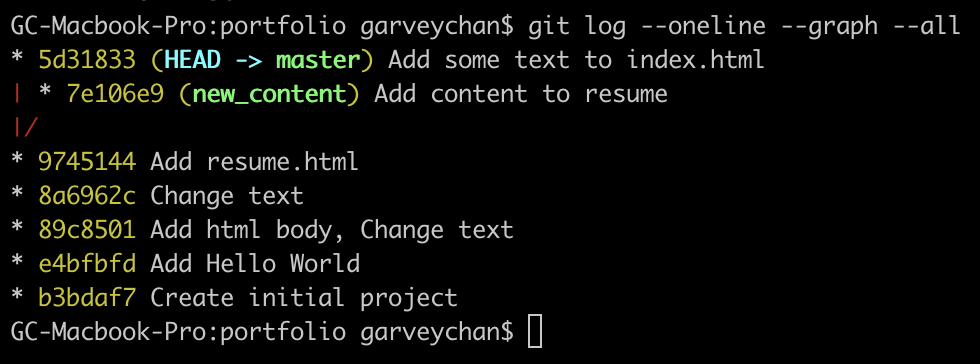 GC-Macbook-Pro:portfolio garveychan$ git log --oneline --graph --all
* 5d31833 (HEAD -> master) Add some text to index.html
| * 7e106e9 (new_content) Add content to resume
|/
* 9745144 Add resume.html
* 8a6962c Change text
* 89c8501 Add html body, Change text
* e4bfbfd Add Hello World
* b3bdaf7 Create initial project
GC-Macbook-Pro:portfolio garveychan$